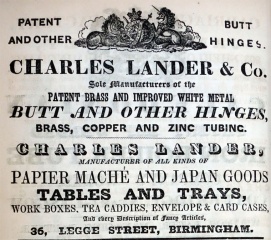 PATENT BUTT
AND OTHER HINGES.
CHARLES LANDER & Co.
Sole Manufacturers of the
PATENT BRASS AND IMPROVED WHITE METAL
BUTT AND OTHER HINGES,
BRASS, COPPER AND ZINC TUBING.
CHARLES LANDER,
MANUFACTURER OF ALL KINDS OF
PAPIER MACHÉ AND JAPAN GOODS
TABLES AND TRAYS,
WORK BOXES, TEA CADDIES, ENVELOPE & CARD CASES,
And every Description of Fancy Articles,
36, LEGGE STREET, BIRMINGHAM.